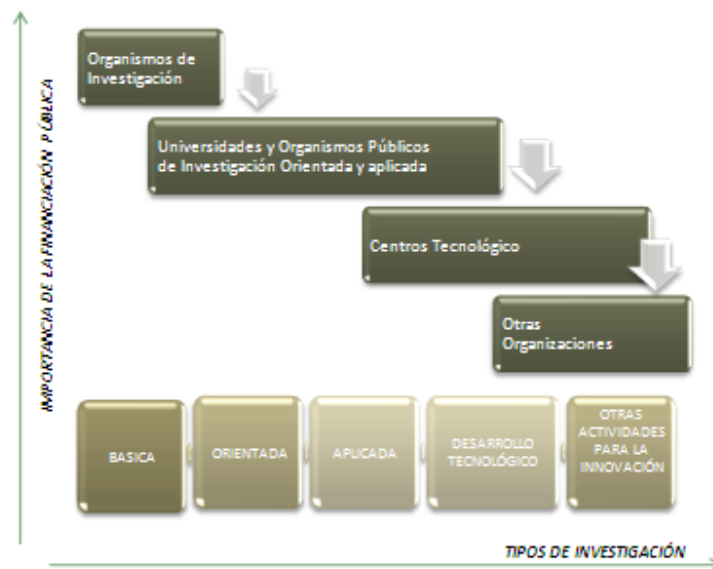 Organismos de
Investigación
Universidades y Organismos Públicos
de Investigación Orientada y aplicada
Centros Tecnológico
Otras
Organizaciones
IMPORTANCIA DE LA FINANCIACIÓN PÚBLICA
BASICA
ORIENTADA
APLICADA
DESARROLLO
TECNOLÓGICO
OTRAS
ACTIVIDADES
PARA LA
INNOVACIÓN
TIPOS DE INVESTIGACIÓN